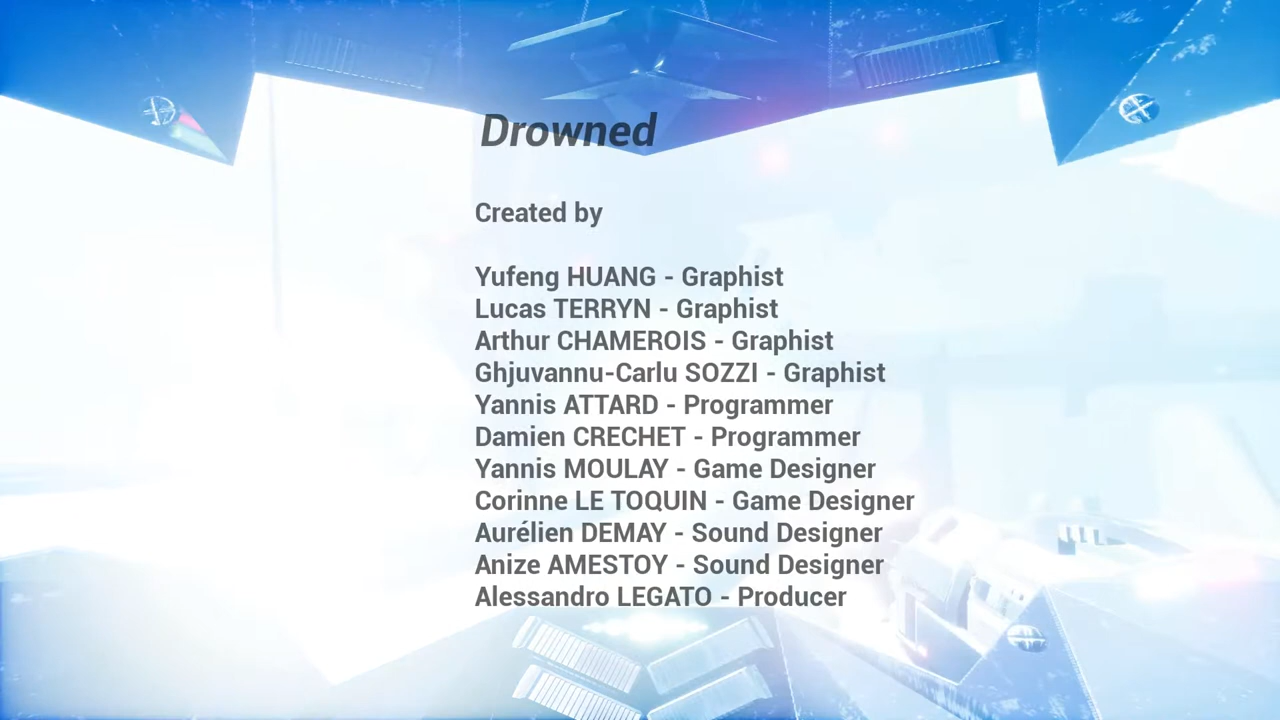 Drowned
Created by
Yufeng HUANG - Graphist
Lucas TERRYN - Graphist
Arthur CHAMEROIS - Graphist
Ghjuvannu-Carlu SOZZI - Graphist
Yannis ATTARD - Programmer
Damien CRECHET - Programmer
Yannis MOULAY - Game Designer
Corinne LE TOQUIN - Game Designer
Aurélien DEMAY - Sound Designer
Anize AMESTOY - Sound Designer
Alessandro LEGATO - Producer